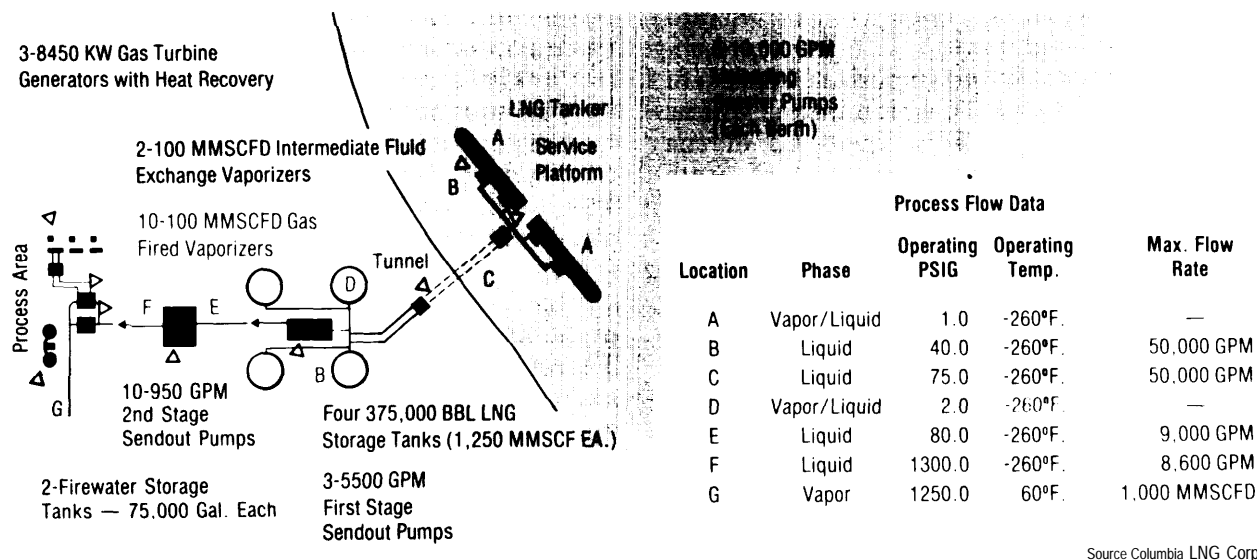 3-8450 KW Gas Turbine
Generators with Heat Recovery
GPM
Pumps
LNG Tanker
A
Service
Platform
B
2-100 MMSCFD Intermediate Fluid
Exchange Vaporizers
10-100 MMSCFD Gas
Fired Vaporizers
Process Area
Tunnel
C
A
D
F
E
B
G
10-950 GPM
2nd Stage
Sendout Pumps
Four 375,000 BBL LNG
Storage Tanks (1,250 MMSCF EA.)
2-Firewater Storage
Tanks — 75,000 Gal. Each
3-5500 GPM
First Stage
Sendout Pumps
Process Flow Data
Location Phase Operating PSIG Operating Temp. Max. Flow Rate
A Vapor/Liquid 1.0 -260°F. —
B Liquid 40.0 -260°F. 50,000 GPM
C Liquid 75.0 -260°F. 50,000 GPM
D Vapor/Liquid 2.0 -260°F. —
E Liquid 80.0 -260°F. 9,000 GPM
F Liquid 1300.0 -260°F. 8,600 GPM
G Vapor 1250.0 60°F. 1,000 MMSCFD
Source Columbia LNG Corp